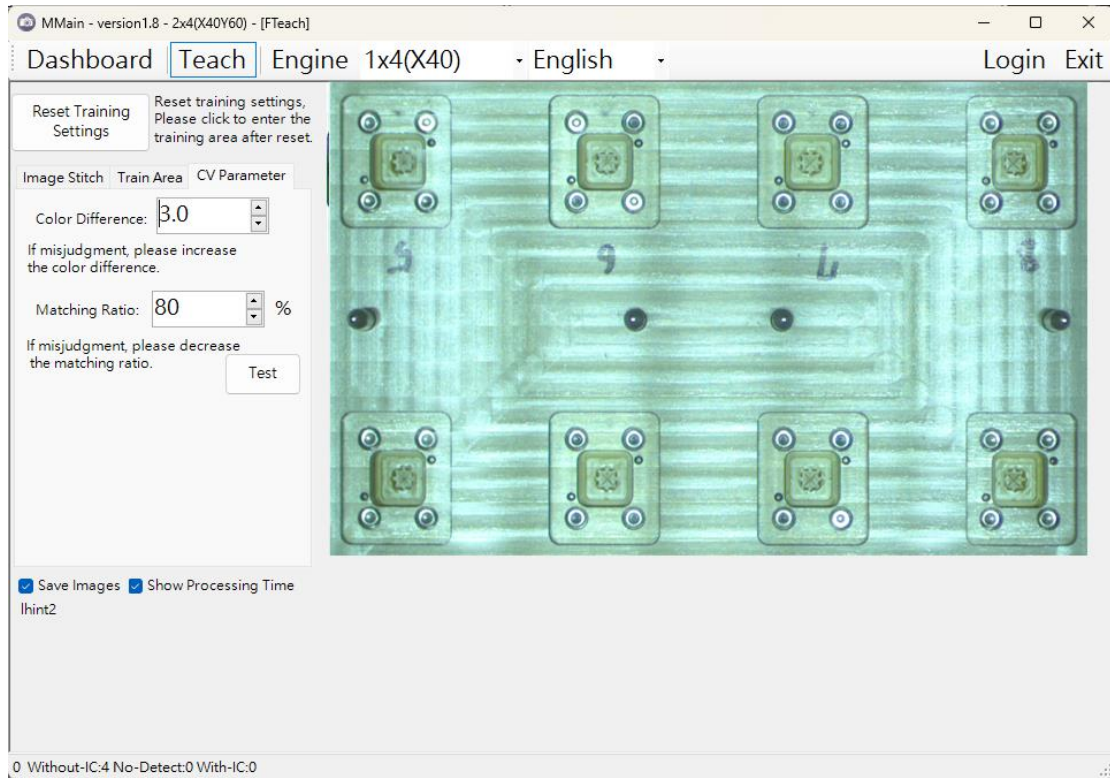 MMain - version1.8 - 2x4(X40Y60) - [FTeach]
Dashboard Teach Engine 1x4(X40) English Login Exit
Reset Training
Settings
Reset training settings,
Please click to enter the
training area after reset.
Image Stitch Train Area CV Parameter
Color Difference: 3.0
If misjudgment, please increase
the color difference.
Matching Ratio: 80 %
If misjudgment, please decrease
the matching ratio.
Test
Save Images Show Processing Time
lhint2
0 Without-IC:4 No-Detect:0 With-IC:0